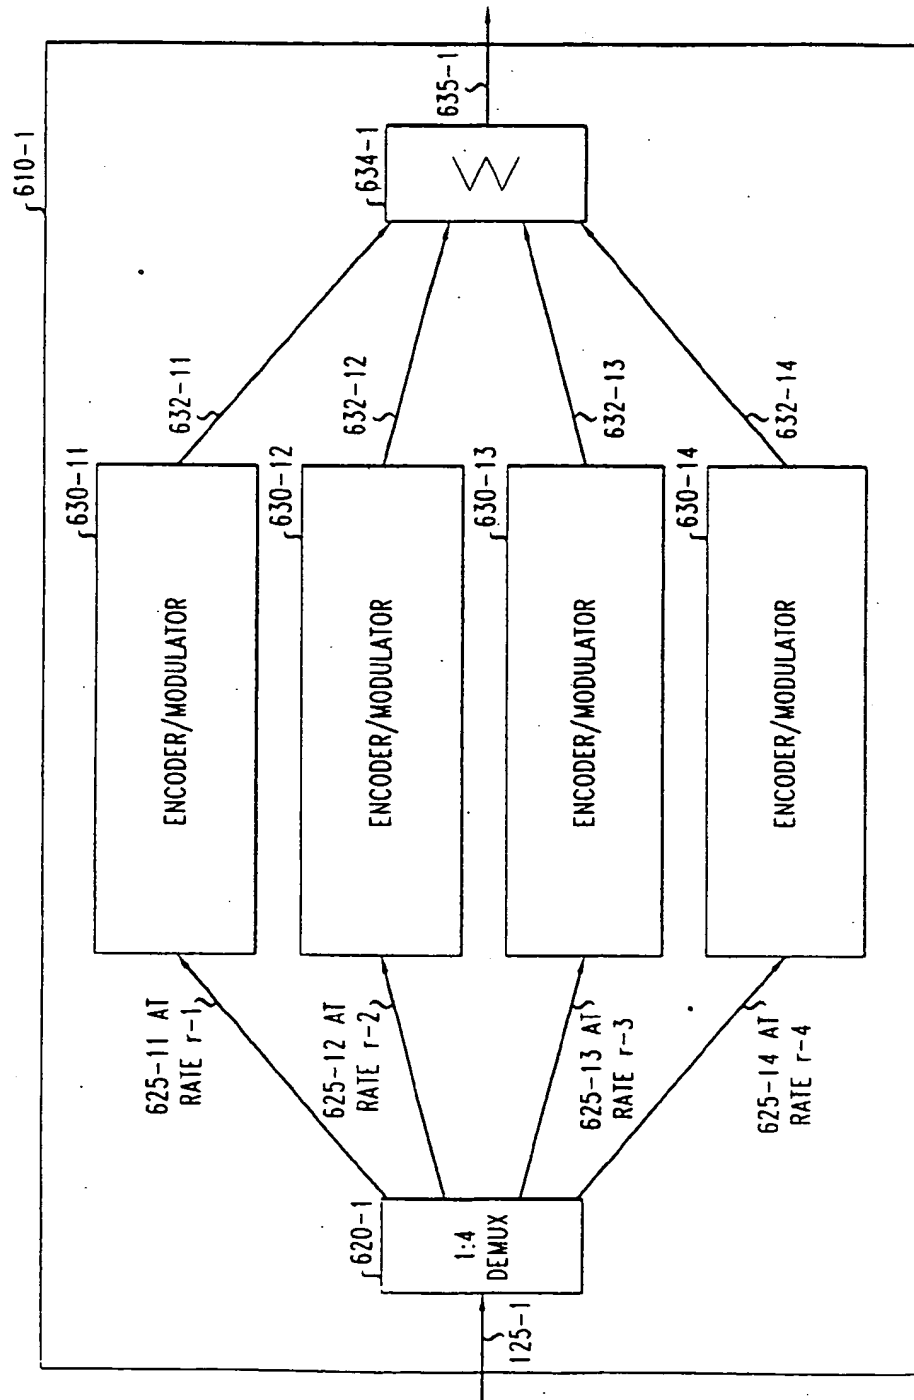 610-1
630-11
ENCODER/MODULATOR
625-11 AT
RATE r-1
632-11
630-12
ENCODER/MODULATOR
625-12 AT
RATE r-2
632-12
620-1
1:4
DEMUX
125-1
634-1
Σ
635-1
630-13
ENCODER/MODULATOR
625-13 AT
RATE r-3
632-13
630-14
ENCODER/MODULATOR
625-14 AT
RATE r-4
632-14